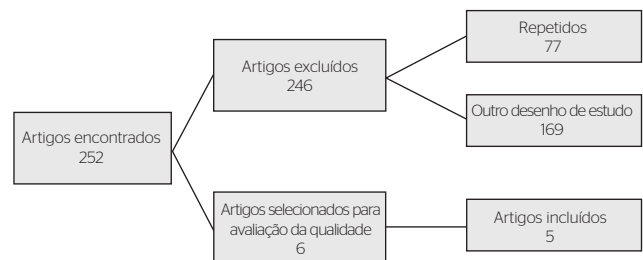 Artigos encontrados
252
Artigos excluídos
246
Repetidos
77
Outro desenho de estudo
169
Artigos selecionados para
avaliação da qualidade
6
Artigos incluídos
5